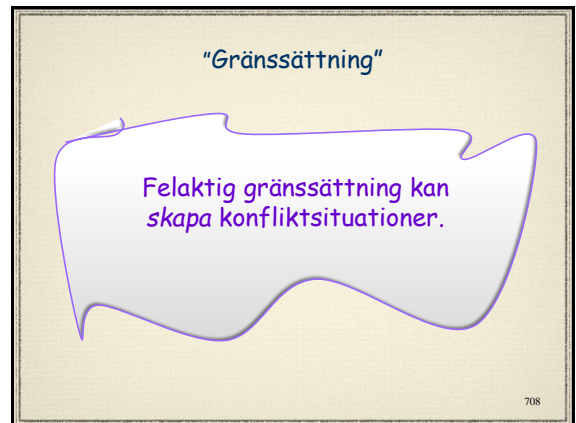 "Gränssättning"
Felaktig gränssättning kan
skapa konfliktsituationer.
708